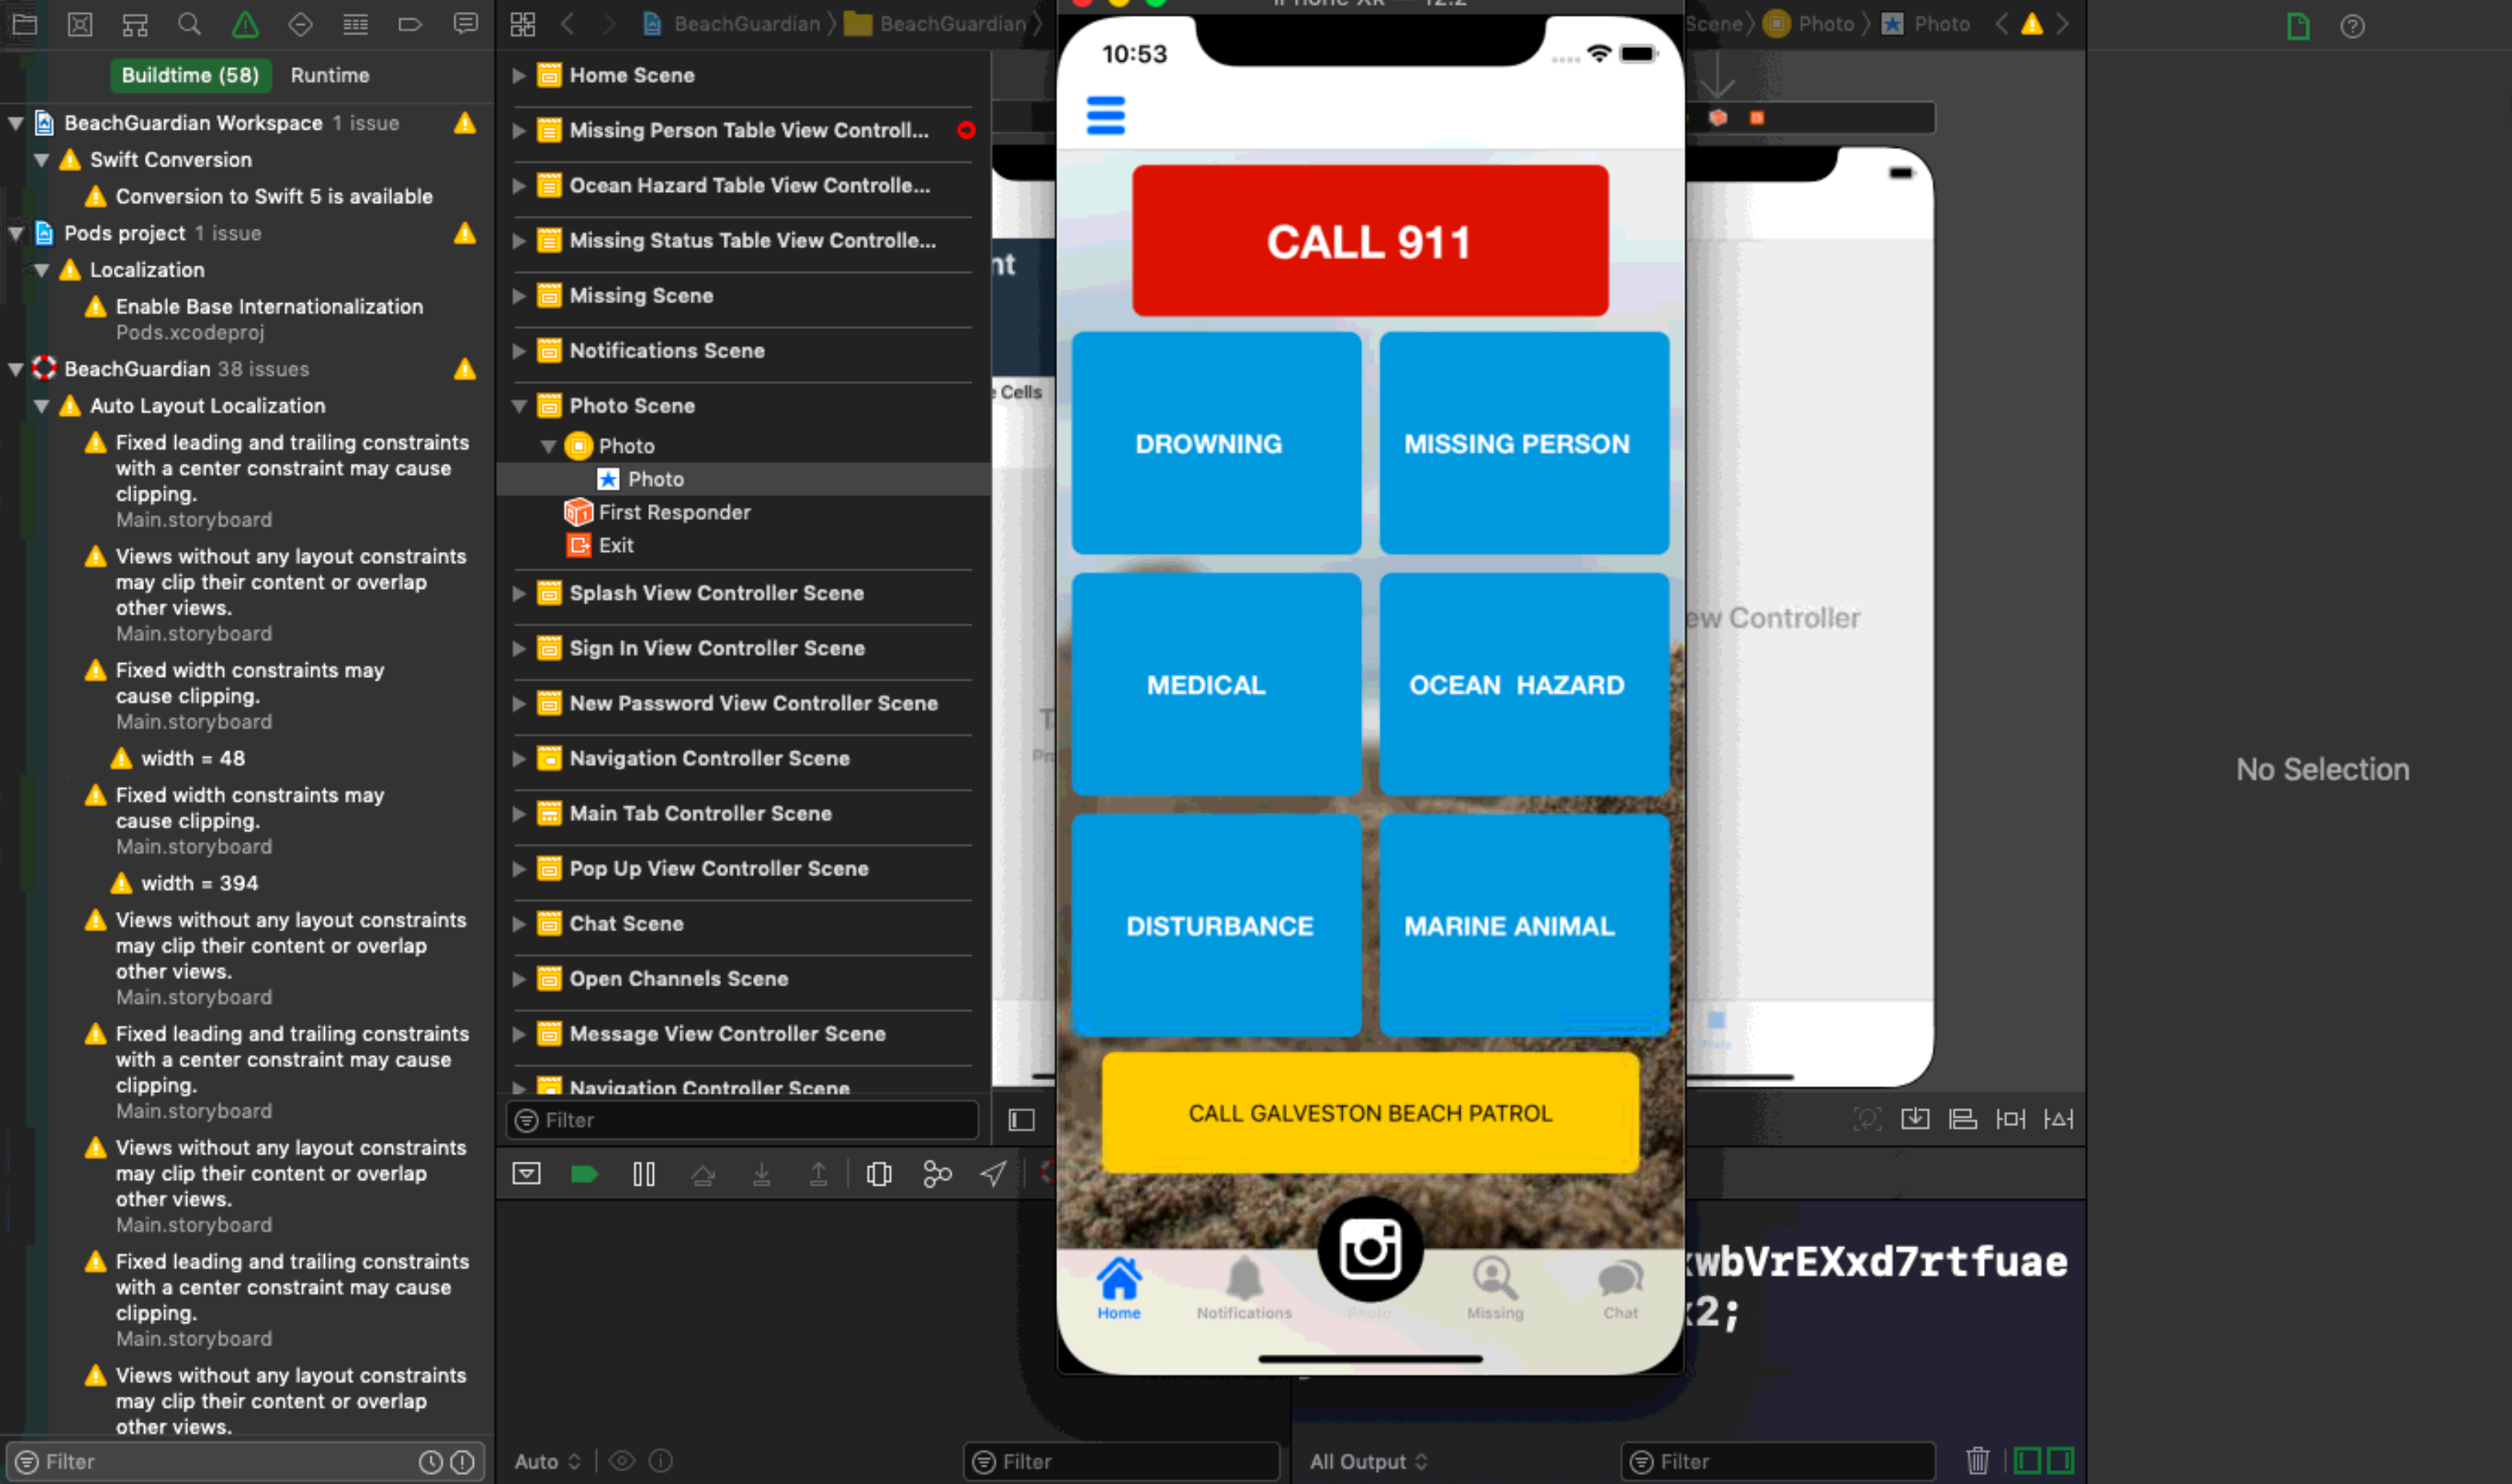 Buildtime (58) Runtime
BeachGuardian Workspace 1 issue
Swift Conversion
Conversion to Swift 5 is available
Pods project 1 issue
Localization
Enable Base Internationalization
Pods.xcodeproj
BeachGuardian 38 issues
Auto Layout Localization
Fixed leading and trailing constraints
with a center constraint may cause
clipping.
Main.storyboard
Views without any layout constraints
may clip their content or overlap
other views.
Main.storyboard
Fixed width constraints may
cause clipping.
Main.storyboard
width = 48
Fixed width constraints may
cause clipping.
Main.storyboard
width = 394
Views without any layout constraints
may clip their content or overlap
other views.
Main.storyboard
Fixed leading and trailing constraints
with a center constraint may cause
clipping.
Main.storyboard
Views without any layout constraints
may clip their content or overlap
other views.
Main.storyboard
Fixed leading and trailing constraints
with a center constraint may cause
clipping.
Main.storyboard
Views without any layout constraints
may clip their content or overlap
other views.
Filter
BeachGuardian BeachGuardian
Home Scene
Missing Person Table View Controll...
Ocean Hazard Table View Controlle...
Missing Status Table View Controlle...
Missing Scene
Notifications Scene
Photo Scene
Photo
Photo
First Responder
Exit
Splash View Controller Scene
Sign In View Controller Scene
New Password View Controller Scene
Navigation Controller Scene
Main Tab Controller Scene
Pop Up View Controller Scene
Chat Scene
Open Channels Scene
Message View Controller Scene
Navigation Controller Scene
Filter
Auto
Filter
nt
Cells
iPhone XR — 12.2
10:53
CALL 911
DROWNING MISSING PERSON
MEDICAL OCEAN HAZARD
DISTURBANCE MARINE ANIMAL
CALL GALVESTON BEACH PATROL
Home Notifications Photo Missing Chat
Scene Photo Photo
ew Controller
wbVrEXxd7rtfuae
2;
All Output
Filter
No Selection